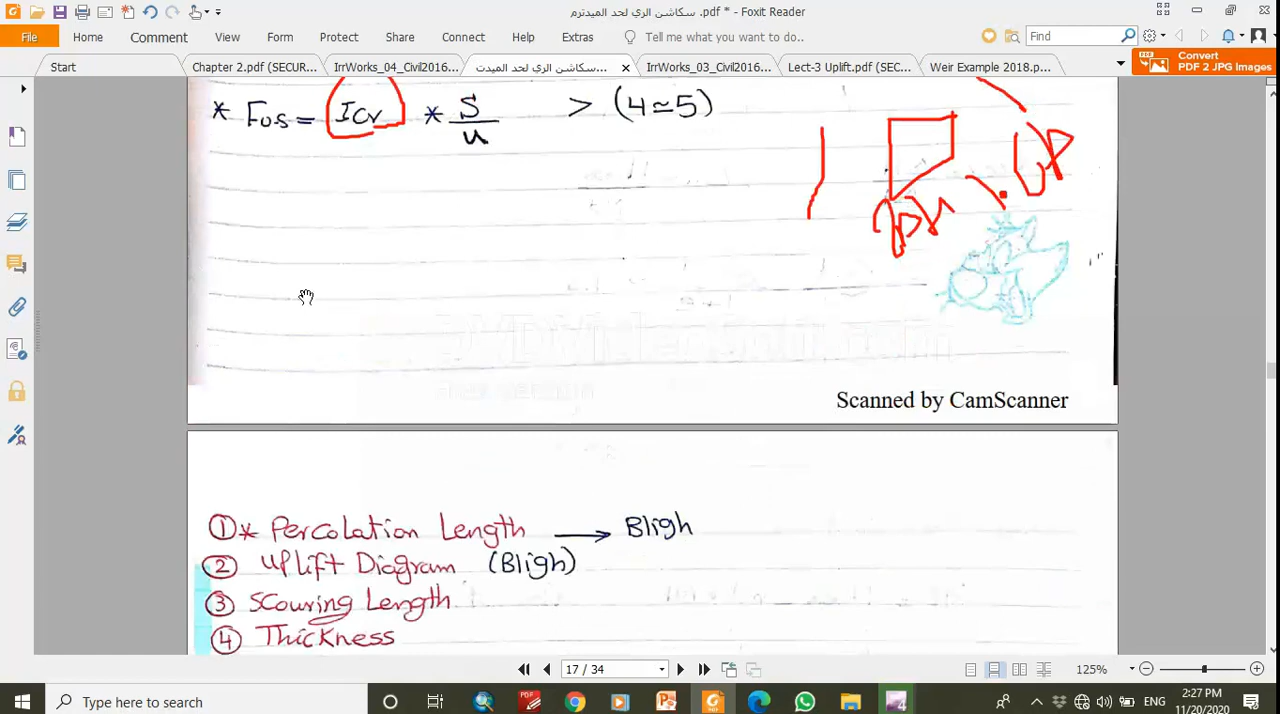 سكاشن الري لحد الميدترم.pdf * - Foxit Reader
File Home Comment View Form Protect Share Connect Help Extras Tell me what you want to do.. Find
Start Chapter 2.pdf (SECUR... IrrWorks_04_Civil2016... سكاشن الري لحد الميدت... IrrWorks_03_Civil2016... Lect-3 Uplift.pdf (SEC... Weir Example 2018.p...
Convert
PDF 2 JPG Images
* Fos = Icr * S/u > (4≃5)
Scanned by CamScanner
① * Percolation Length → Bligh
② uplift Diagram (Bligh)
③ Scouring Length
④ Thickness
17 / 34 125%
Type here to search
ENG
2:27 PM
11/20/2020